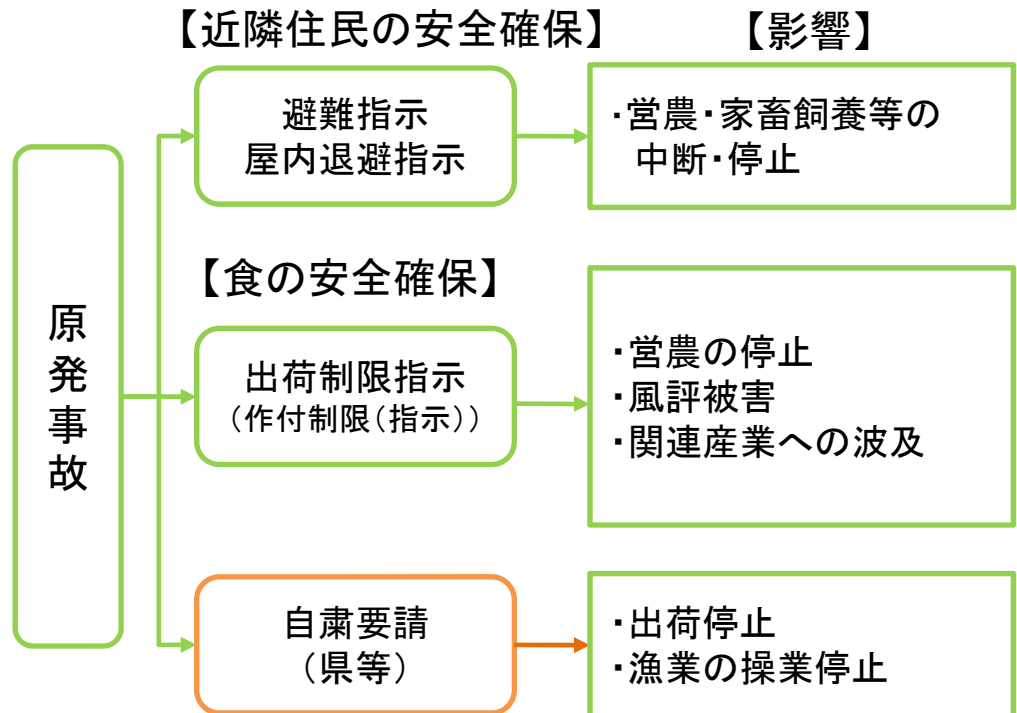 【近隣住民の安全確保】
【影響】
避難指示
屋内退避指示
・営農・家畜飼養等の
中断・停止
原発事故
【食の安全確保】
出荷制限指示
（作付制限（指示））
・営農の停止
・風評被害
・関連産業への波及
自粛要請
（県等）
・出荷停止
・漁業の操業停止